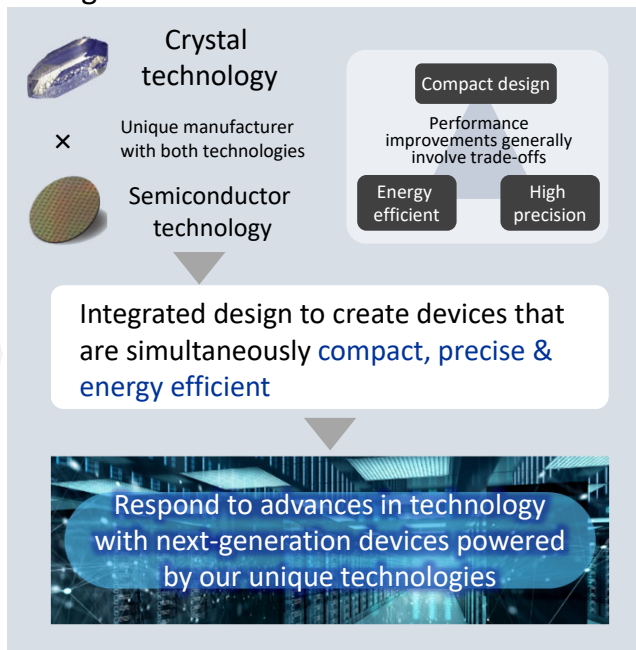 Crystal
technology
×
Unique manufacturer
with both technologies
Semiconductor
technology
Compact design
Performance
improvements generally
involve trade-offs
Energy
efficient
High
precision
Integrated design to create devices that
are simultaneously compact, precise &
energy efficient
Respond to advances in technology
with next-generation devices powered
by our unique technologies